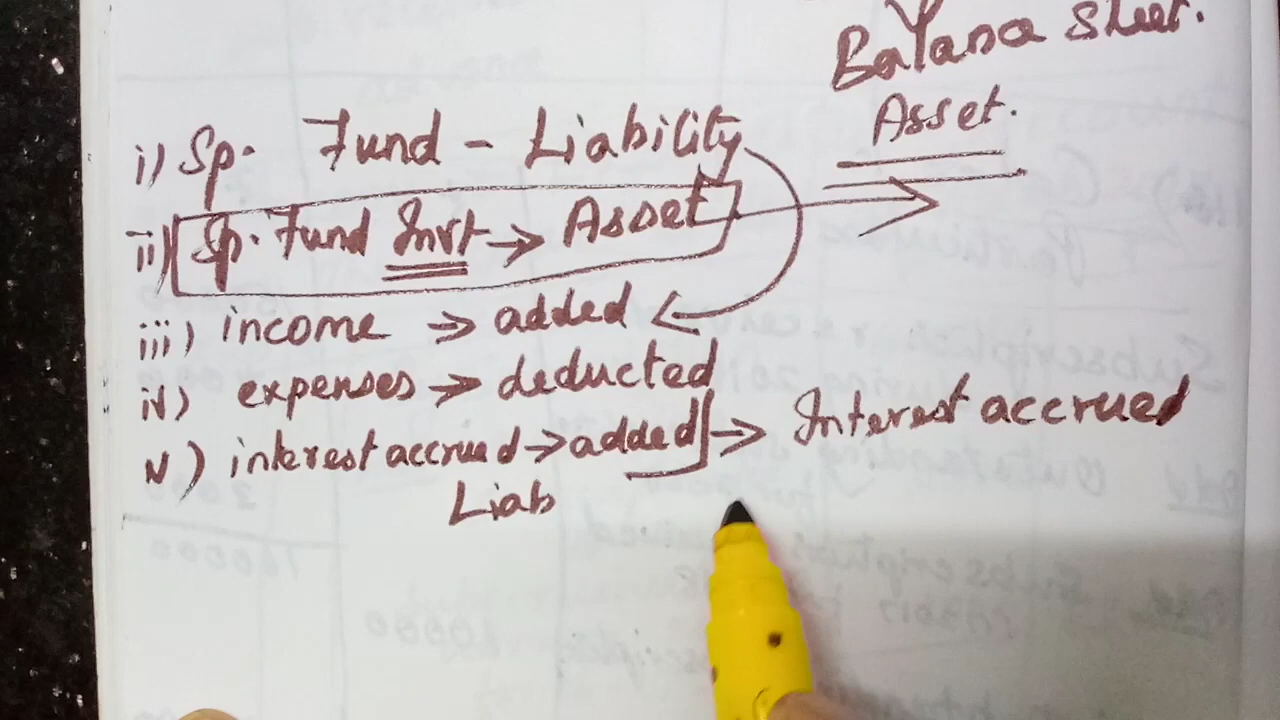 Balana sheet.
Asset.
i) Sp. Fund - Liability
ii) Sp. Fund Invt → Asset
iii) income → added
iv) expenses → deducted
v) interest accrued → added → Interest accrued
Liab